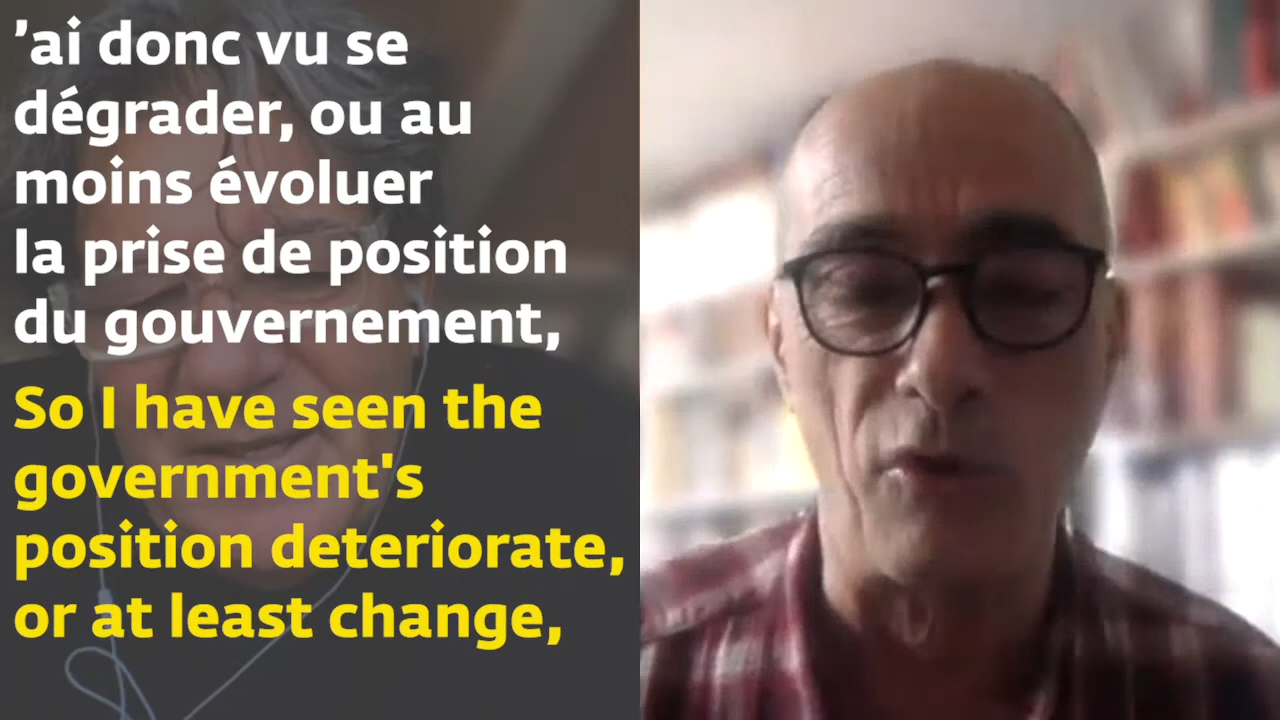 ’ai donc vu se
dégrader, ou au
moins évoluer
la prise de position
du gouvernement,
So I have seen the
government's
position deteriorate,
or at least change,